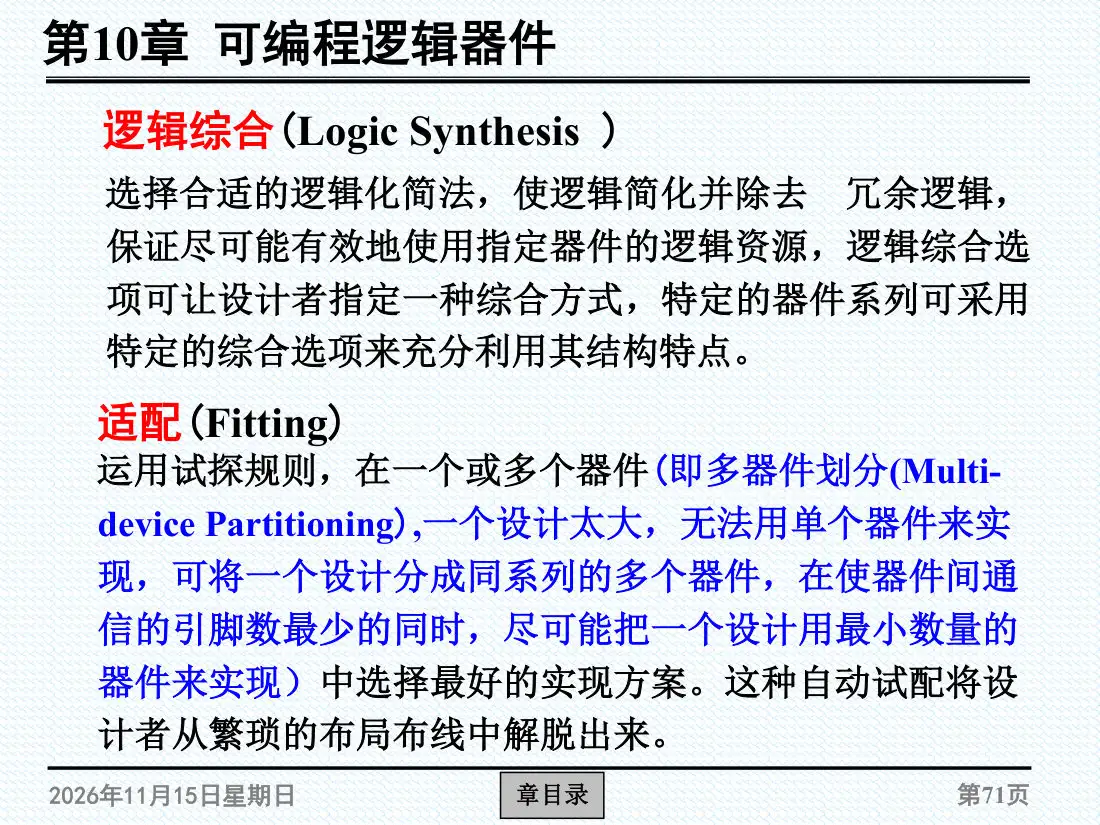 第10章 可编程逻辑器件
逻辑综合(Logic Synthesis )
选择合适的逻辑化简法，使逻辑简化并除去 冗余逻辑，
保证尽可能有效地使用指定器件的逻辑资源，逻辑综合选
项可让设计者指定一种综合方式，特定的器件系列可采用
特定的综合选项来充分利用其结构特点。
适配(Fitting)
运用试探规则，在一个或多个器件(即多器件划分(Multi-
device Partitioning),一个设计太大，无法用单个器件来实
现，可将一个设计分成同系列的多个器件，在使器件间通
信的引脚数最少的同时，尽可能把一个设计用最小数量的
器件来实现）中选择最好的实现方案。这种自动试配将设
计者从繁琐的布局布线中解脱出来。
2026年11月15日星期日
章目录
第71页